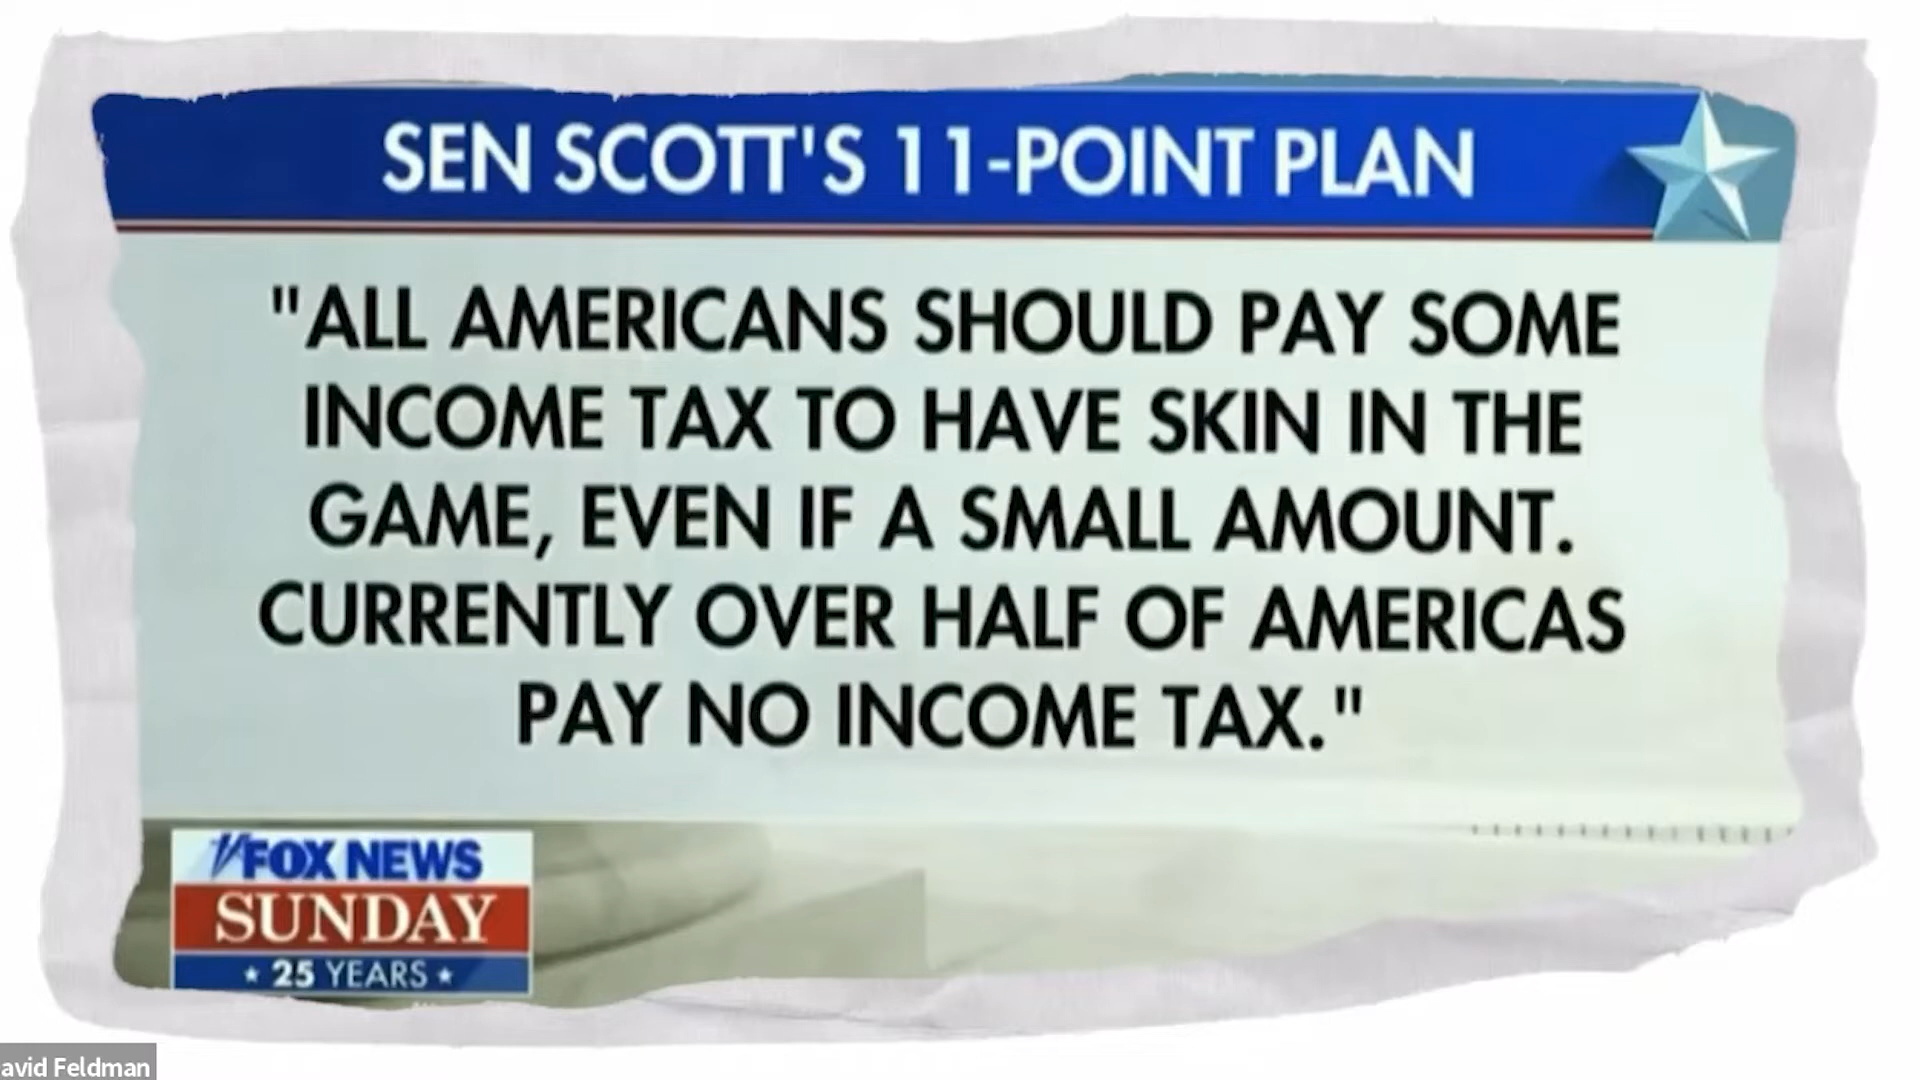 SEN SCOTT'S 11-POINT PLAN
"ALL AMERICANS SHOULD PAY SOME
INCOME TAX TO HAVE SKIN IN THE
GAME, EVEN IF A SMALL AMOUNT.
CURRENTLY OVER HALF OF AMERICAS
PAY NO INCOME TAX."
FOX NEWS
SUNDAY
25 YEARS
avid Feldman